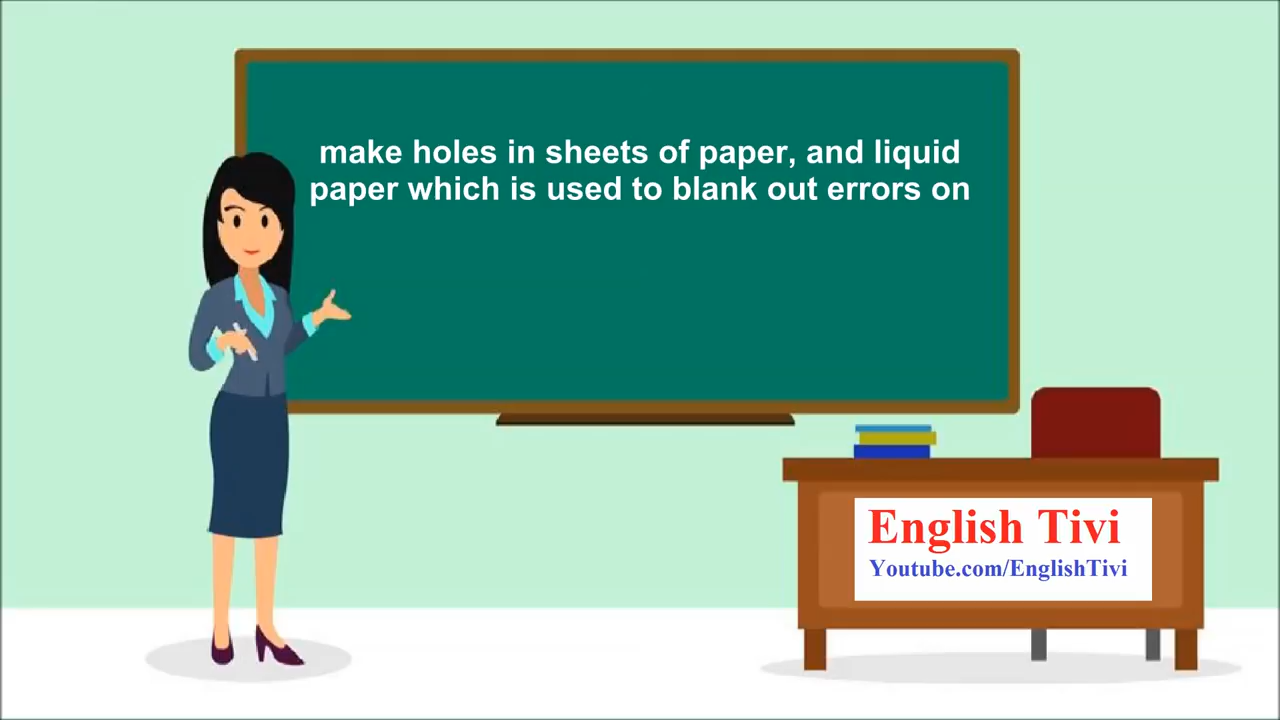 make holes in sheets of paper, and liquid
paper which is used to blank out errors on
English Tivi
Youtube.com/EnglishTivi